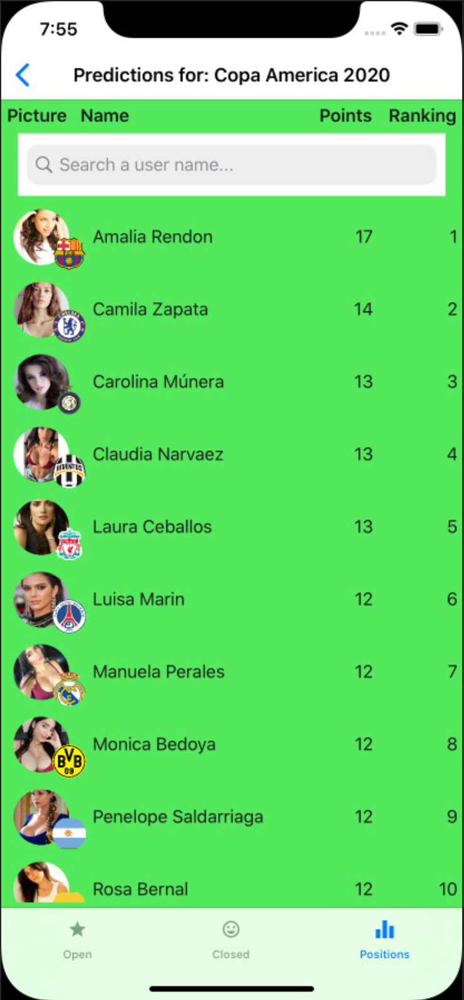 7:55
Predictions for: Copa America 2020
Picture Name Points Ranking
Search a user name...
Amalia Rendon 17 1
Camila Zapata 14 2
CHELSEA
Carolina Múnera 13 3
Claudia Narvaez 13 4
JUVENTUS
Laura Ceballos 13 5
Luisa Marin 12 6
Manuela Perales 12 7
Monica Bedoya 12 8
BVB
09
Penelope Saldarriaga 12 9
Rosa Bernal 12 10
Open Closed Positions